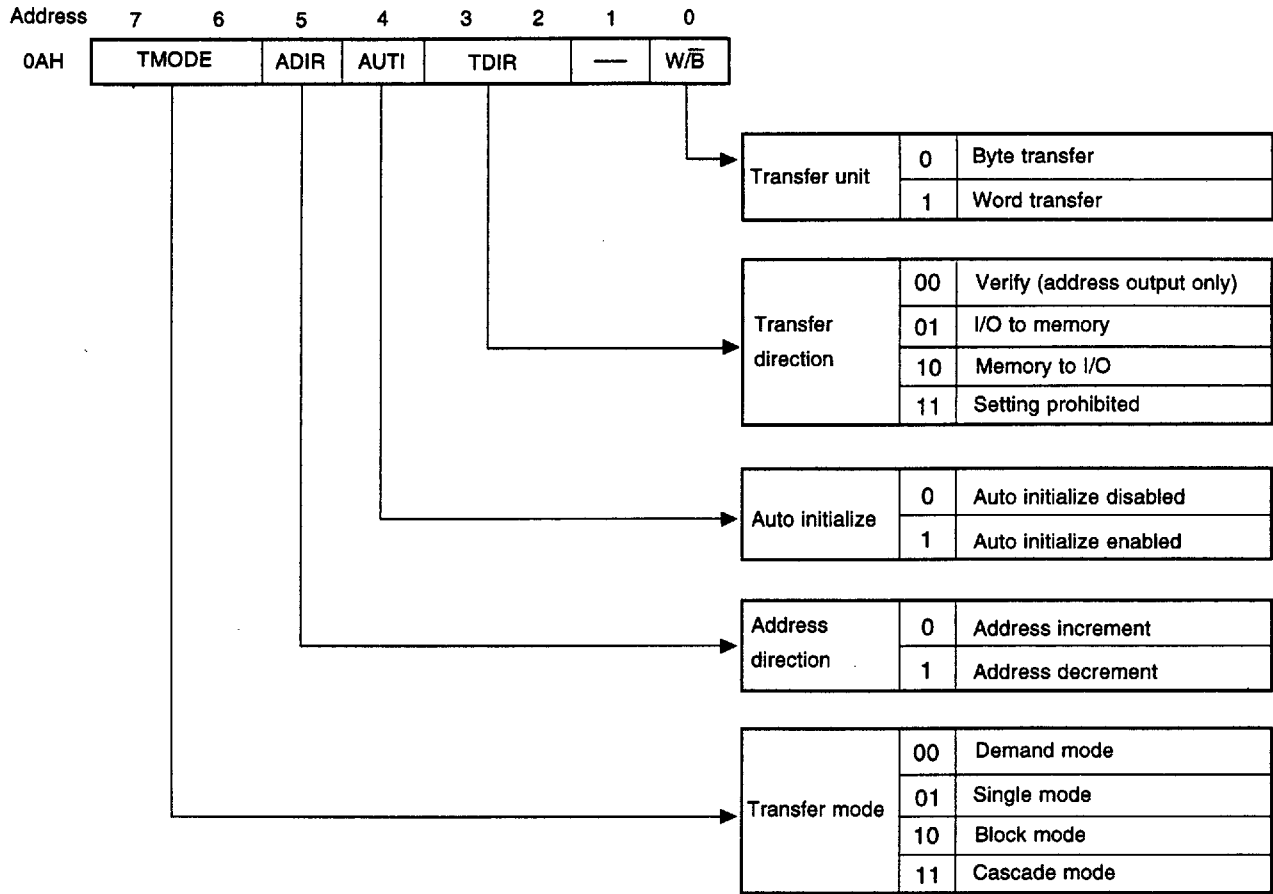 Address 7 6 5 4 3 2 1 0
0AH TMODE ADIR AUTI TDIR — W/B̅
Transfer unit
0 Byte transfer
1 Word transfer
Transfer
direction
00 Verify (address output only)
01 I/O to memory
10 Memory to I/O
11 Setting prohibited
Auto initialize
0 Auto initialize disabled
1 Auto initialize enabled
Address
direction
0 Address increment
1 Address decrement
Transfer mode
00 Demand mode
01 Single mode
10 Block mode
11 Cascade mode